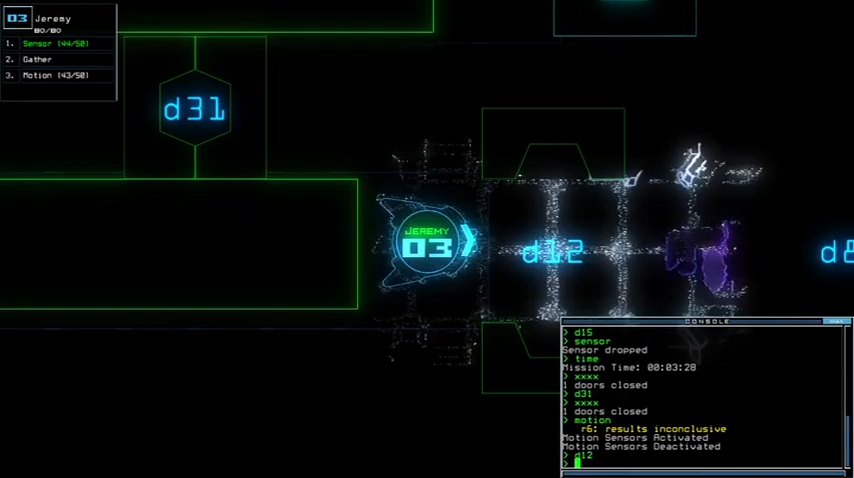 03 Jeremy
80/80
1. Sensor (44/50)
2. Gather
3. Motion (43/50)
d31
JEREMY
03
d12
CONSOLE
> d15
> sensor
Sensor dropped
> time
Mission Time: 00:03:28
> xxxx
1 doors closed
> d31
> xxxx
1 doors closed
> motion
r6: results inconclusive
Motion Sensors Activated
Motion Sensors Deactivated
> d12
>